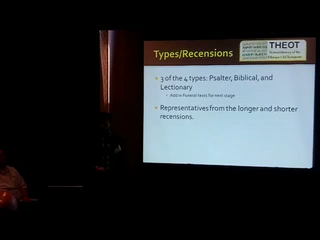 Types/Recensions
THEOT
3 of the 4 types: Psalter, Biblical, and
Lectionary
Add in Funeral texts for next stage
Representatives from the longer and shorter
recensions.